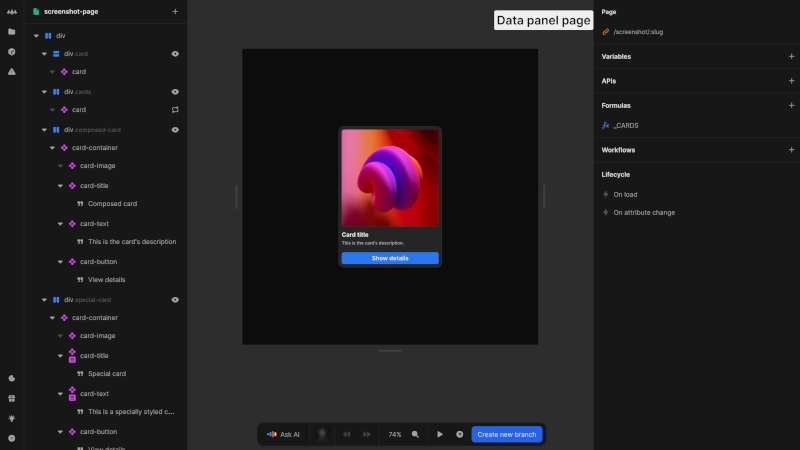 screenshot-page
div
div.card
card
div.cards
card
div.composed-card
card-container
card-image
card-title
Composed card
card-text
This is the card's description
card-button
View details
div.special-card
card-container
card-image
card-title
Special card
card-text
This is a specially styled c...
card-button
View details
Data panel page
Card title
This is the card's description.
Show details
Ask AI
74%
Create new branch
Page
/screenshot/:slug
Variables
APIs
Formulas
_CARDS
Workflows
Lifecycle
On load
On attribute change